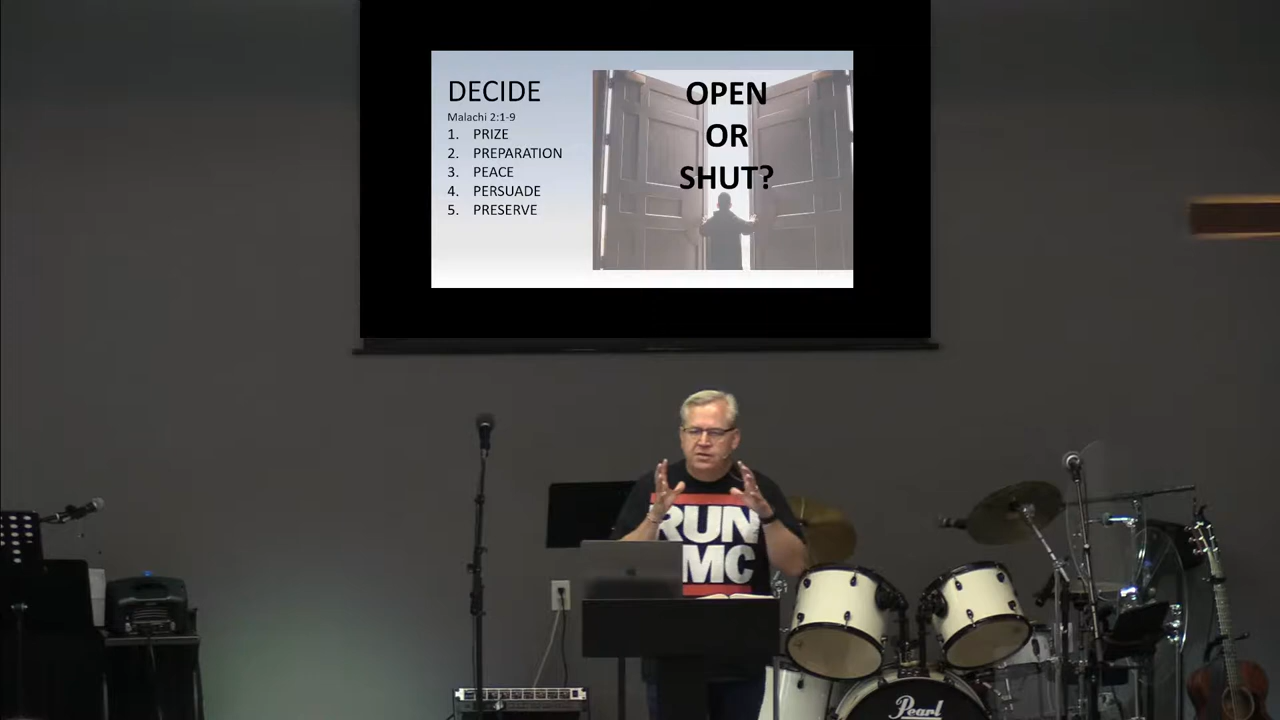 DECIDE
Malachi 2:1-9
1. PRIZE
2. PREPARATION
3. PEACE
4. PERSUADE
5. PRESERVE
OPEN
OR
SHUT?
RUN
MC
Pearl